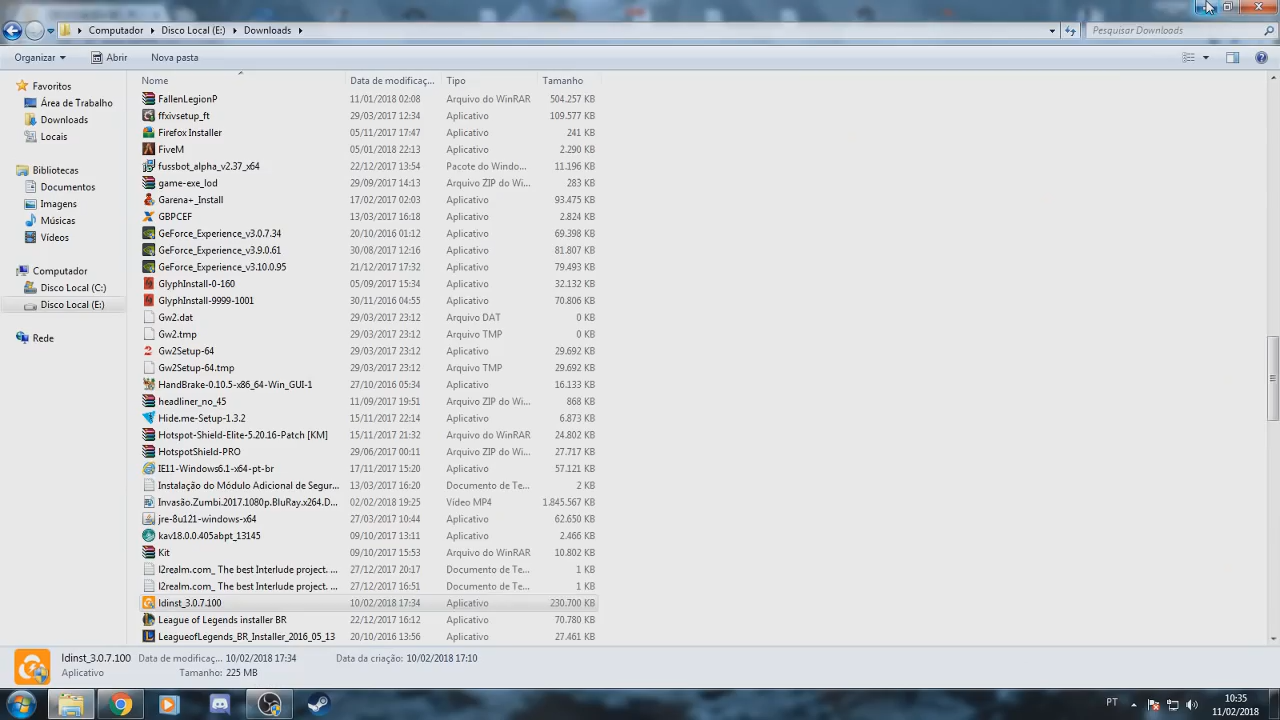 Computador Disco Local (E:) Downloads Pesquisar Downloads
Organizar Abrir Nova pasta
Nome Data de modificaç... Tipo Tamanho
Favoritos
Área de Trabalho
Downloads
Locais
Bibliotecas
Documentos
Imagens
Músicas
Vídeos
Computador
Disco Local (C:)
Disco Local (E:)
Rede
FallenLegionP 11/01/2018 02:08 Arquivo do WinRAR 504.257 KB
ffxivsetup_ft 29/03/2017 12:34 Aplicativo 109.577 KB
Firefox Installer 05/11/2017 17:47 Aplicativo 241 KB
FiveM 05/01/2018 22:13 Aplicativo 2.290 KB
fussbot_alpha_v2.37_x64 22/12/2017 13:54 Pacote do Windo... 11.196 KB
game-exe_lod 29/09/2017 14:13 Arquivo ZIP do Wi... 283 KB
Garena+_Install 17/02/2017 02:03 Aplicativo 93.475 KB
GBPCEF 13/03/2017 16:18 Aplicativo 2.824 KB
GeForce_Experience_v3.0.7.34 20/10/2016 01:12 Aplicativo 69.398 KB
GeForce_Experience_v3.9.0.61 30/08/2017 12:16 Aplicativo 81.807 KB
GeForce_Experience_v3.10.0.95 21/12/2017 17:32 Aplicativo 79.493 KB
GlyphInstall-0-160 05/09/2017 15:34 Aplicativo 32.132 KB
GlyphInstall-9999-1001 30/11/2016 04:55 Aplicativo 70.806 KB
Gw2.dat 29/03/2017 23:12 Arquivo DAT 0 KB
Gw2.tmp 29/03/2017 23:12 Arquivo TMP 0 KB
Gw2Setup-64 29/03/2017 23:12 Aplicativo 29.692 KB
Gw2Setup-64.tmp 29/03/2017 23:12 Arquivo TMP 29.692 KB
HandBrake-0.10.5-x86_64-Win_GUI-1 27/10/2016 05:34 Aplicativo 16.133 KB
headliner_no_45 11/09/2017 19:51 Arquivo ZIP do Wi... 868 KB
Hide.me-Setup-1.3.2 15/11/2017 22:14 Aplicativo 6.873 KB
Hotspot-Shield-Elite-5.20.16-Patch [KM] 15/11/2017 21:32 Arquivo do WinRAR 24.802 KB
HotspotShield-PRO 29/06/2017 00:11 Arquivo ZIP do Wi... 27.717 KB
IE11-Windows6.1-x64-pt-br 17/11/2017 15:20 Aplicativo 57.121 KB
Instalação do Módulo Adicional de Segur... 13/03/2017 16:20 Documento de Te... 2 KB
Invasão.Zumbi.2017.1080p.BluRay.x264.D... 02/02/2018 19:25 Vídeo MP4 1.845.567 KB
jre-8u121-windows-x64 27/03/2017 10:44 Aplicativo 62.650 KB
kav18.0.0.405abpt_13145 09/10/2017 13:11 Aplicativo 2.466 KB
Kit 09/10/2017 15:53 Arquivo do WinRAR 10.802 KB
l2realm.com_ The best Interlude project. ... 27/12/2017 20:17 Documento de Te... 1 KB
l2realm.com_ The best Interlude project. ... 27/12/2017 16:51 Documento de Te... 1 KB
ldinst_3.0.7.100 10/02/2018 17:34 Aplicativo 230.700 KB
League of Legends installer BR 22/12/2017 12:16 Aplicativo 70.780 KB
LeagueofLegends_BR_Installer_2016_05_13 20/10/2016 13:56 Aplicativo 27.461 KB
ldinst_3.0.7.100 Data de modificaç... 10/02/2018 17:34 Data da criação: 10/02/2018 17:10
Aplicativo Tamanho: 225 MB
PT 10:35
11/02/2018